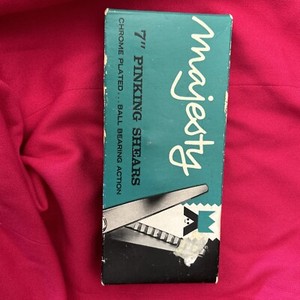 majesty
7" PINKING SHEARS
CHROME PLATED... BALL BEARING ACTION